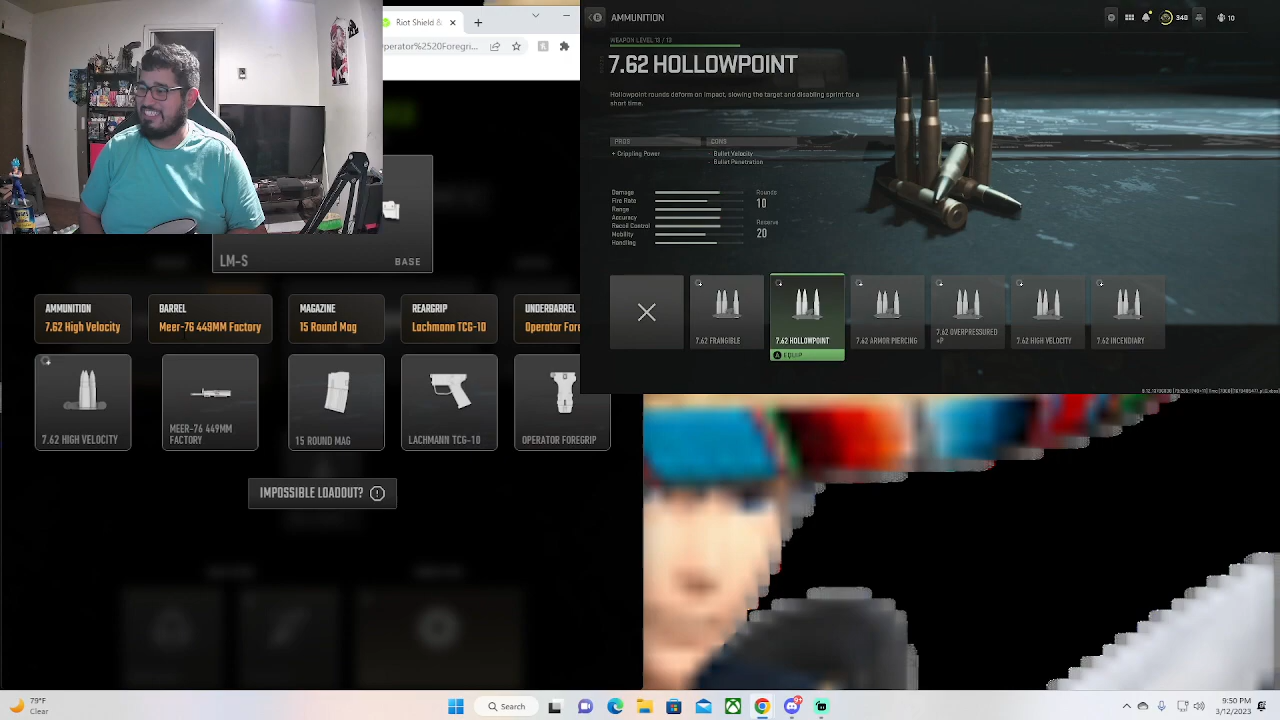 Riot Shield &
perator%2520Foregri...
LM-S
BASE
AMMUNITION
7.62 High Velocity
BARREL
Meer-76 449MM Factory
MAGAZINE
15 Round Mag
REARGRIP
Lachmann TCG-10
UNDERBARREL
Operator Fore
7.62 HIGH VELOCITY
MEER-76 449MM
FACTORY
15 ROUND MAG
LACHMANN TCG-10
OPERATOR FOREGRIP
IMPOSSIBLE LOADOUT?
B
AMMUNITION
10
WEAPON LEVEL 13 / 13
7.62 HOLLOWPOINT
Hollowpoint rounds deform on impact, slowing the target and disabling sprint for a
short time.
PROS
CONS
+ Crippling Power
- Bullet Velocity
- Bullet Penetration
Damage
Fire Rate
Range
Accuracy
Recoil Control
Mobility
Handling
Rounds
10
Reserve
20
7.62 FRANGIBLE
7.62 HOLLOWPOINT
7.62 ARMOR PIERCING
7.62 OVERPRESSURED
+P
7.62 HIGH VELOCITY
7.62 INCENDIARY
A EQUIP
79°F
Clear
Search
9:50 PM
3/12/2023